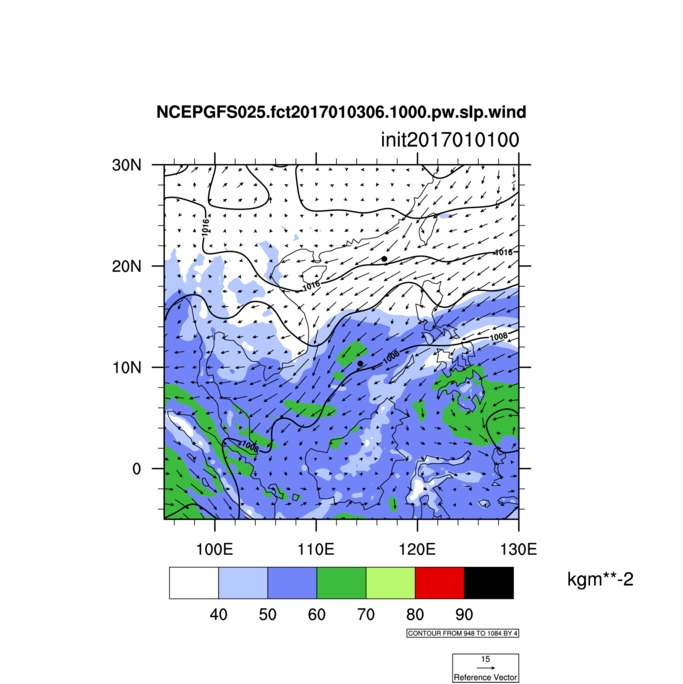 NCEPGFS025.fct2017010306.1000.pw.slp.wind
init2017010100
30N
20N
10N
0
1016
1016
1016
1008
1008
1008
100E 110E 120E 130E
kgm**-2
40 50 60 70 80 90
CONTOUR FROM 948 TO 1084 BY 4
15
Reference Vector